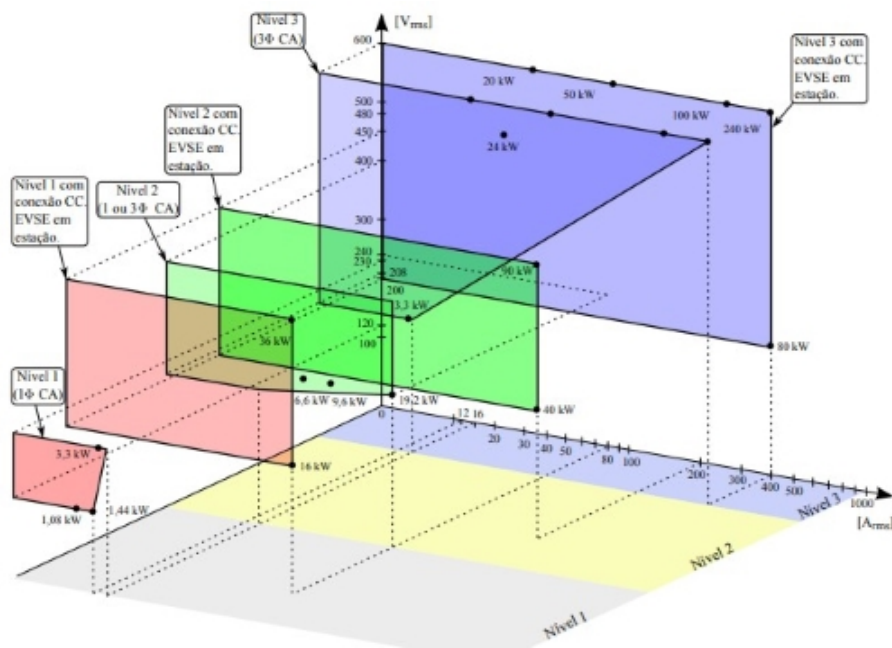 [Vrms]
Nível 3
(3Φ CA)
Nível 3 com
conexão CC.
EVSE em
estação.
600
500
480
450
400
300
240
230
208
200
120
100
0
20 kW
50 kW
100 kW
240 kW
24 kW
Nível 2 com
conexão CC.
EVSE em
estação.
Nível 1 com
conexão CC.
EVSE em
estação.
Nível 2
(1 ou 3Φ CA)
90 kW
3,3 kW
36 kW
80 kW
6,6 kW
9,6 kW
19,2 kW
40 kW
Nível 1
(1Φ CA)
3,3 kW
16 kW
1,08 kW
1,44 kW
12 16
20
30
40
50
80
100
200
300
400
500
1000
[Arms]
Nível 3
Nível 2
Nível 1